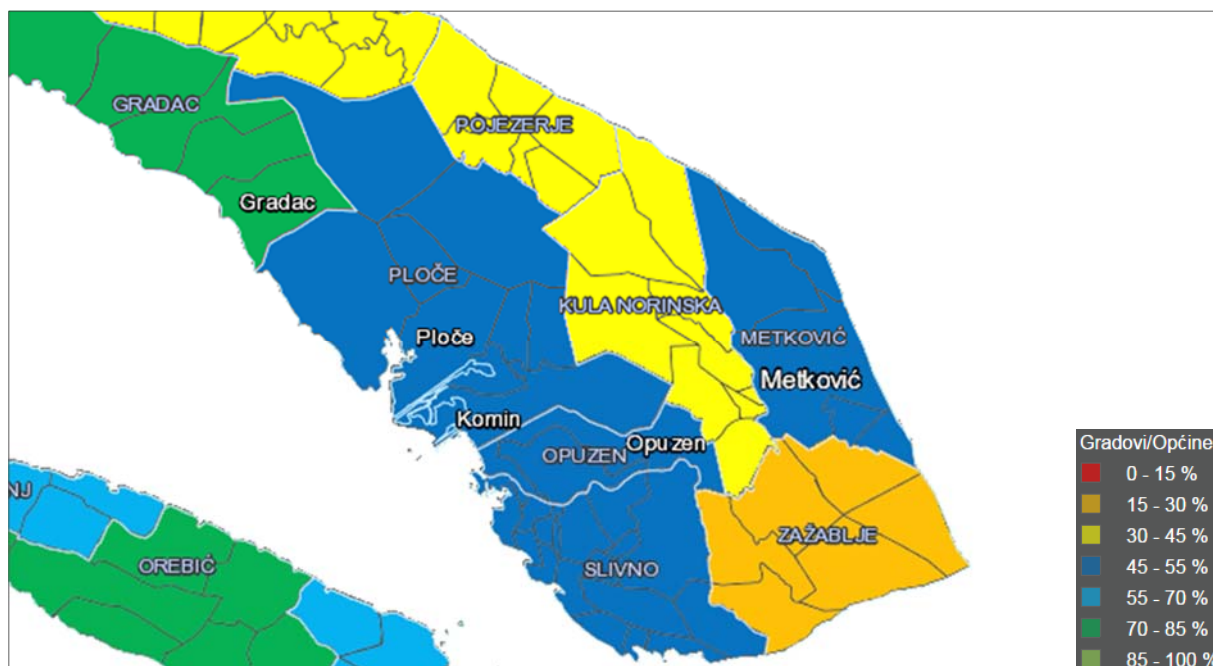 GRADAC
POJEZERJE
Gradac
PLOČE
KULA NORINSKA
Ploče
METKOVIĆ
Metković
Komin
Opuzen
OPUZEN
NJ
OREBIĆ
SLIVNO
ZAŽABLJE
Gradovi/Općine
0 - 15 %
15 - 30 %
30 - 45 %
45 - 55 %
55 - 70 %
70 - 85 %
85 - 100 %